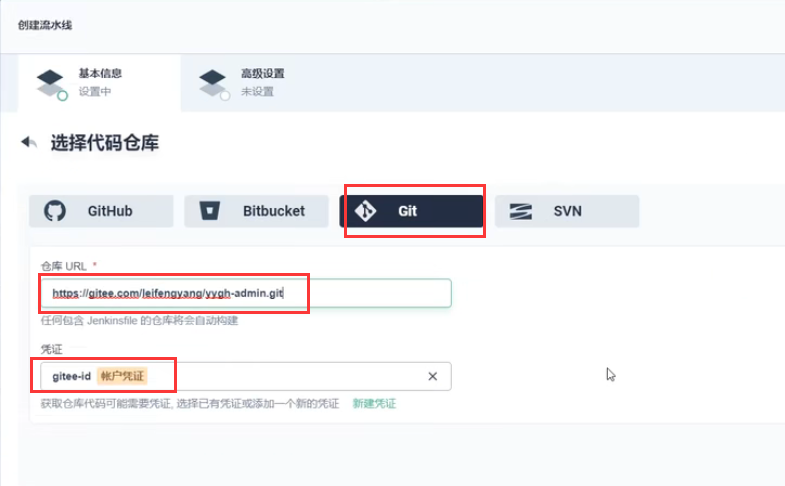 创建流水线
基本信息
设置中
高级设置
未设置
选择代码仓库
GitHub
Bitbucket
Git
SVN
仓库 URL *
https://gitee.com/leifengyang/yygh-admin.git
任何包含 Jenkinsfile 的仓库将会自动构建
凭证
gitee-id 帐户凭证
获取仓库代码可能需要凭证, 选择已有凭证或添加一个新的凭证 新建凭证